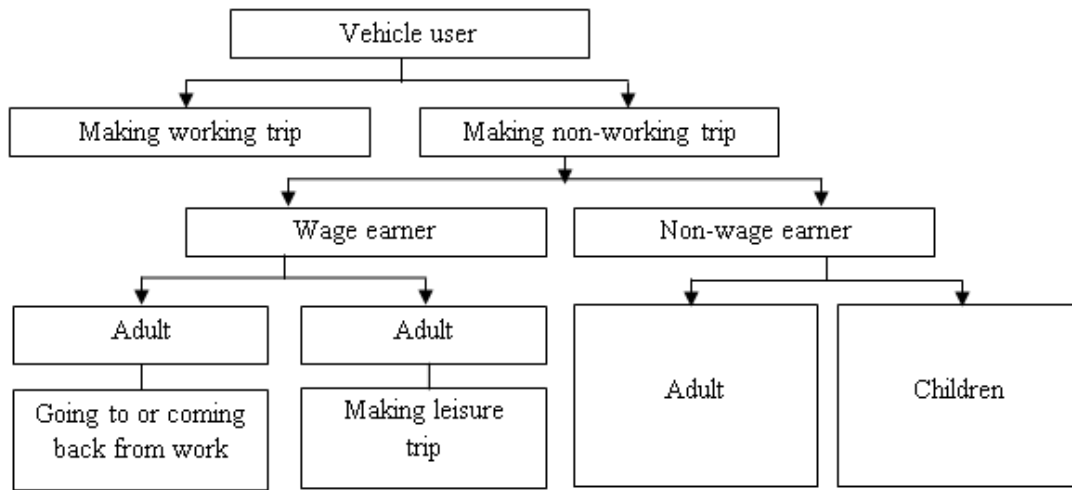 Vehicle user
Making working trip
Making non-working trip
Wage earner
Non-wage earner
Adult
Adult
Adult
Children
Going to or coming
back from work
Making leisure
trip